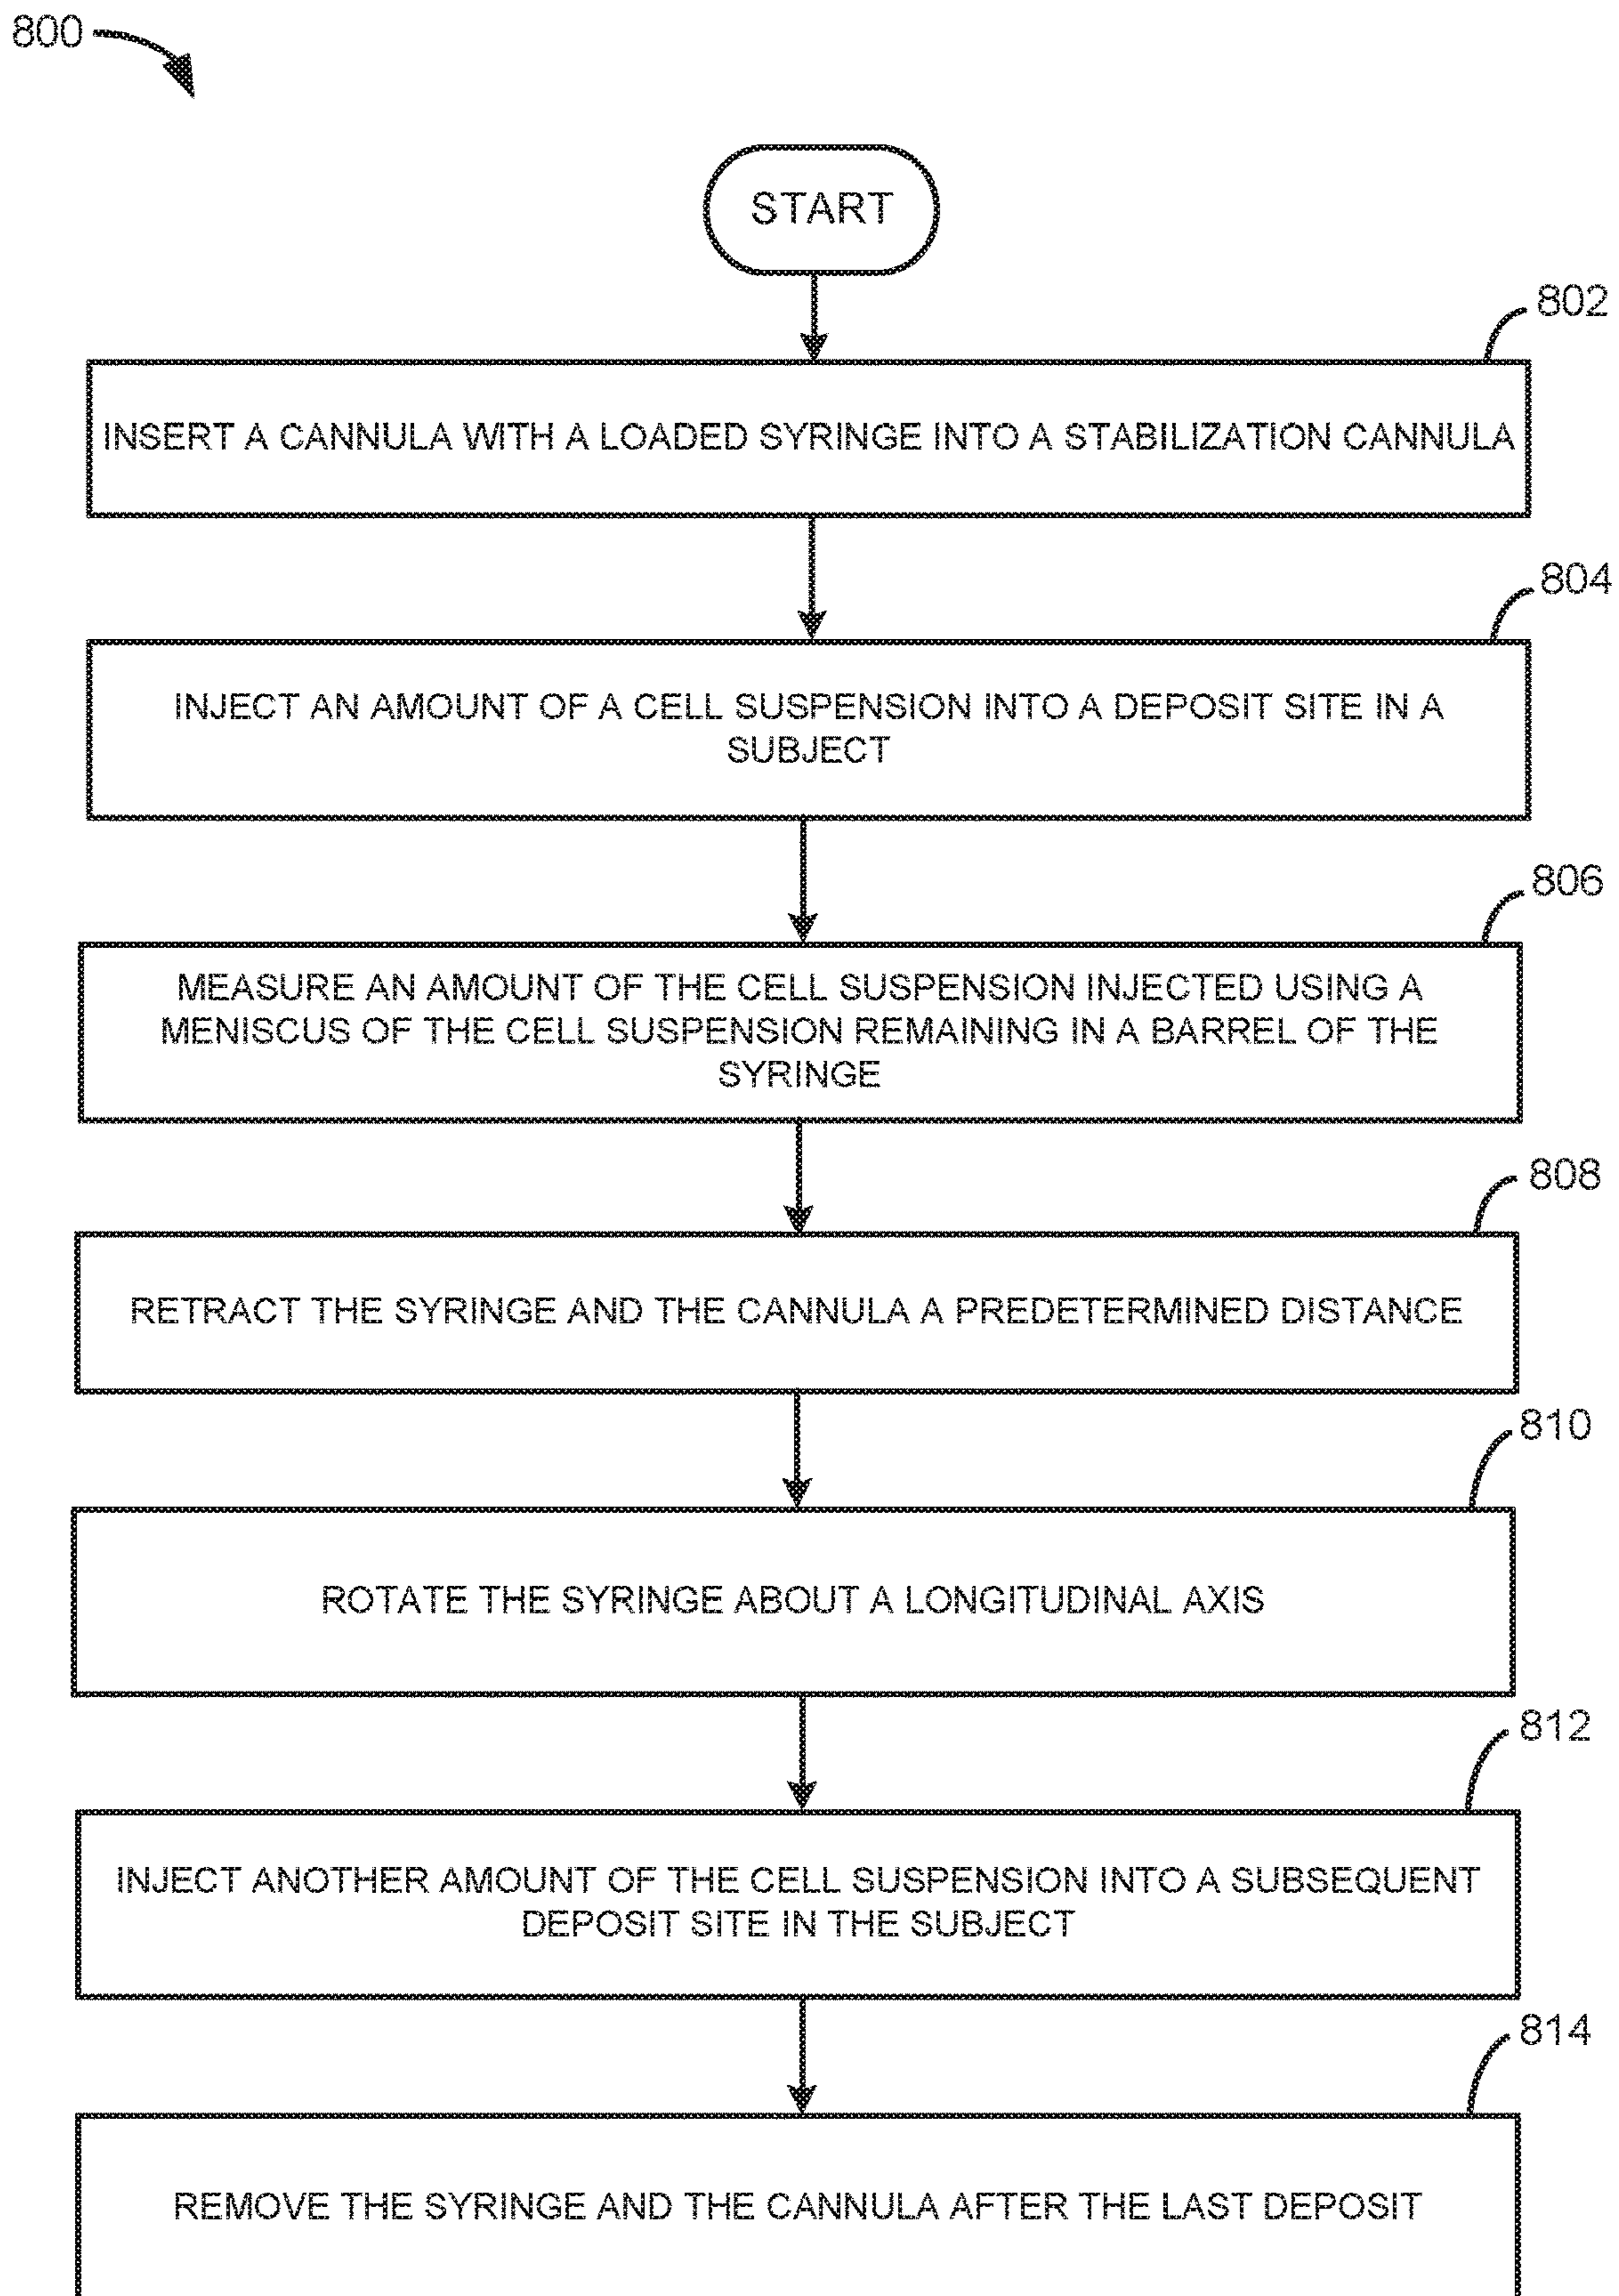 800
START
802
INSERT A CANNULA WITH A LOADED SYRINGE INTO A STABILIZATION CANNULA
804
INJECT AN AMOUNT OF A CELL SUSPENSION INTO A DEPOSIT SITE IN A
SUBJECT
806
MEASURE AN AMOUNT OF THE CELL SUSPENSION INJECTED USING A
MENISCUS OF THE CELL SUSPENSION REMAINING IN A BARREL OF THE
SYRINGE
808
RETRACT THE SYRINGE AND THE CANNULA A PREDETERMINED DISTANCE
810
ROTATE THE SYRINGE ABOUT A LONGITUDINAL AXIS
812
INJECT ANOTHER AMOUNT OF THE CELL SUSPENSION INTO A SUBSEQUENT
DEPOSIT SITE IN THE SUBJECT
814
REMOVE THE SYRINGE AND THE CANNULA AFTER THE LAST DEPOSIT